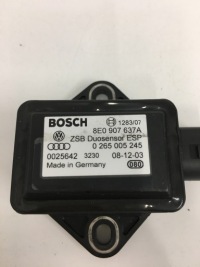 BOSCH 1283/07
8E0 907 637A
ZSB Duosensor ESP
0 265 005 245
0025642 3230 08-12-03
Made in Germany 060